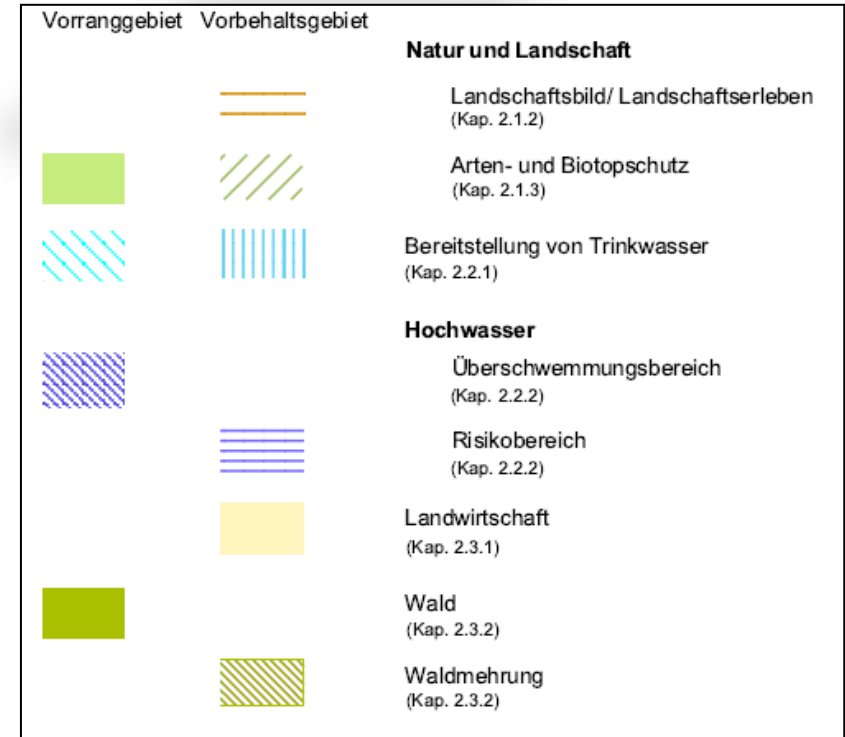 Vorranggebiet Vorbehaltsgebiet
Natur und Landschaft
Landschaftsbild/ Landschaftserleben
(Kap. 2.1.2)
Arten- und Biotopschutz
(Kap. 2.1.3)
Bereitstellung von Trinkwasser
(Kap. 2.2.1)
Hochwasser
Überschwemmungsbereich
(Kap. 2.2.2)
Risikobereich
(Kap. 2.2.2)
Landwirtschaft
(Kap. 2.3.1)
Wald
(Kap. 2.3.2)
Waldmehrung
(Kap. 2.3.2)